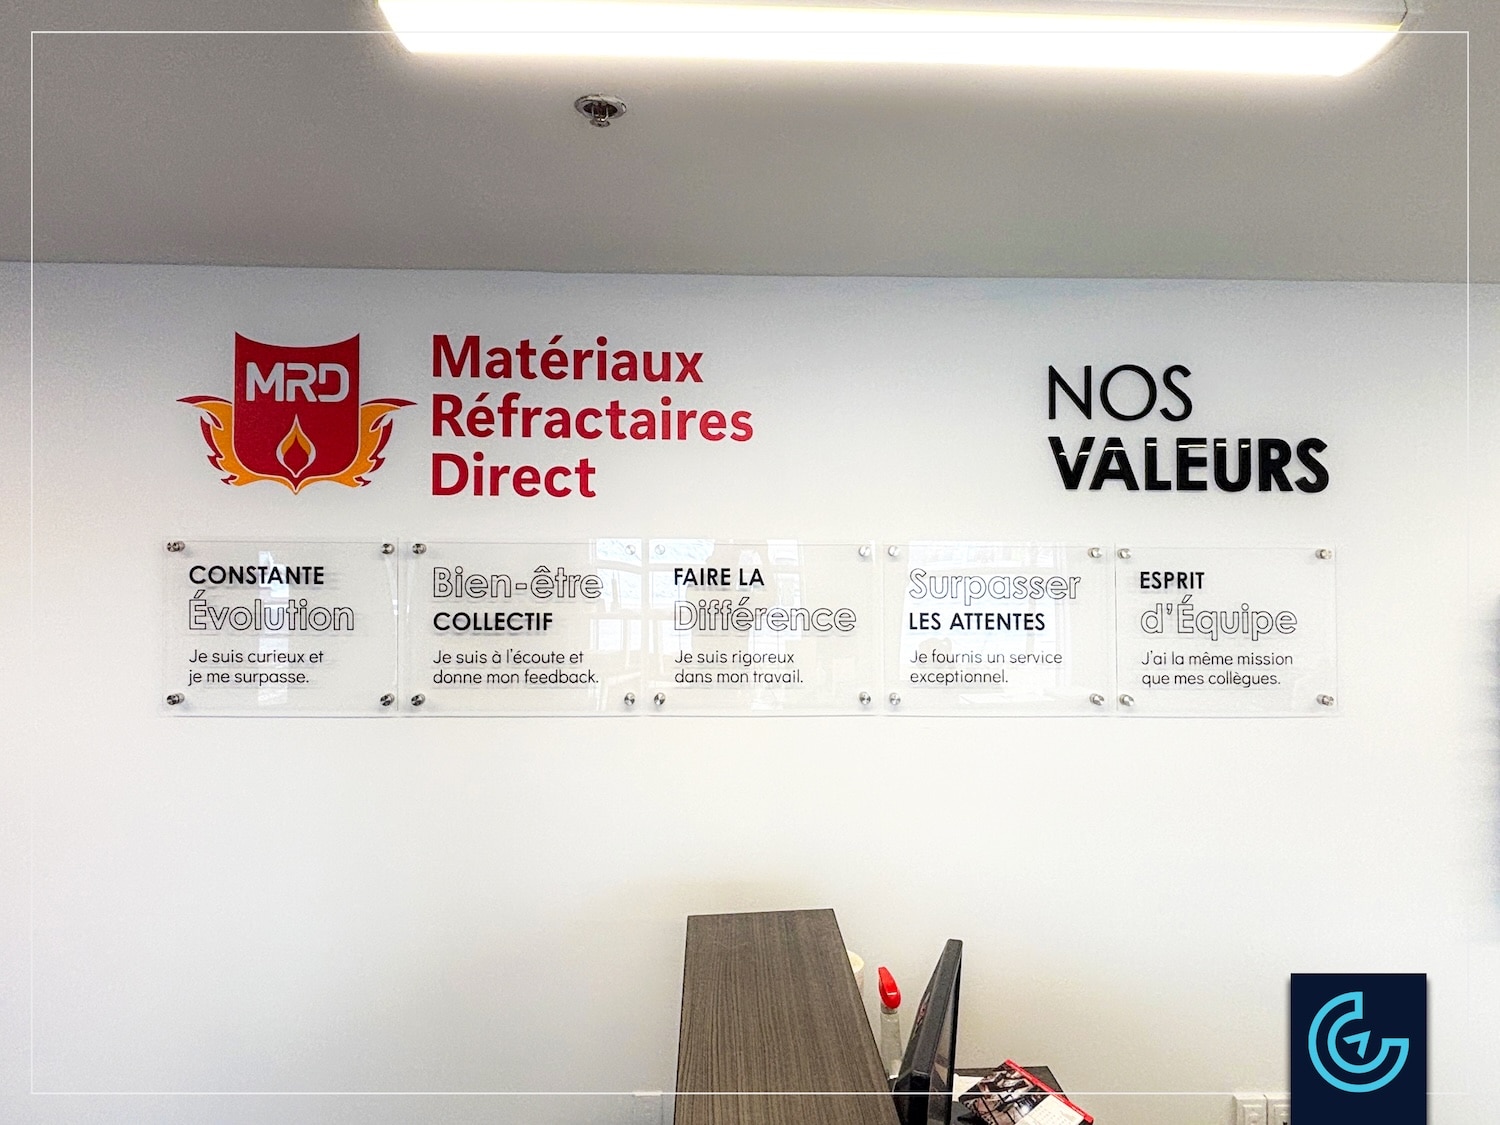 MRD
Matériaux
Réfractaires
Direct
NOS
VALEURS
CONSTANTE
Évolution
Je suis curieux et
je me surpasse.
Bien-être
COLLECTIF
Je suis à l'écoute et
donne mon feedback.
FAIRE LA
Différence
Je suis rigoreux
dans mon travail.
Surpasser
LES ATTENTES
Je fournis un service
exceptionnel.
ESPRIT
d'Équipe
J'ai la même mission
que mes collègues.